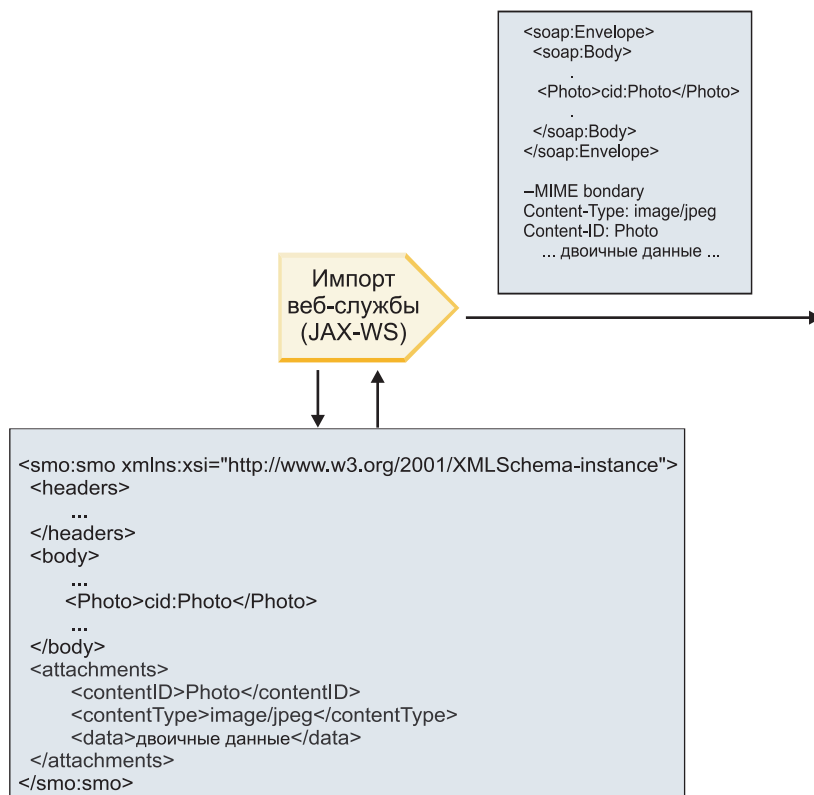 <soap:Envelope>
<soap:Body>
.
<Photo>cid:Photo</Photo>
.
</soap:Body>
</soap:Envelope>
–MIME bondary
Content-Type: image/jpeg
Content-ID: Photo
... двоичные данные ...
Импорт
веб-службы
(JAX-WS)
<smo:smo xmlns:xsi="http://www.w3.org/2001/XMLSchema-instance">
<headers>
...
</headers>
<body>
...
<Photo>cid:Photo</Photo>
...
</body>
<attachments>
<contentID>Photo</contentID>
<contentType>image/jpeg</contentType>
<data>двоичные данные</data>
</attachments>
</smo:smo>